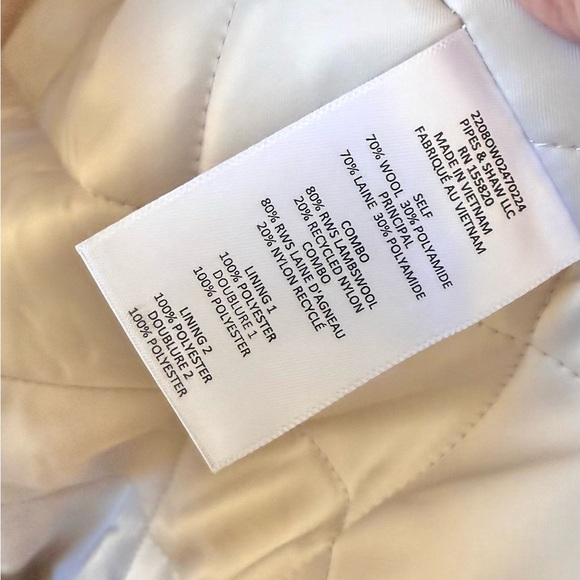 2208OW02470224
PIPES & SHAW LLC
RN 155820
MADE IN VIETNAM
FABRIQUÉ AU VIETNAM
SELF
70% WOOL 30% POLYAMIDE
PRINCIPAL
70% LAINE 30% POLYAMIDE
COMBO
80% RWS LAMBSWOOL
20% RECYCLED NYLON
COMBO
80% RWS LAINE D'AGNEAU
20% NYLON RECYCLÉ
LINING 1
100% POLYESTER
DOUBLURE 1
100% POLYESTER
LINING 2
100% POLYESTER
DOUBLURE 2
100% POLYESTER